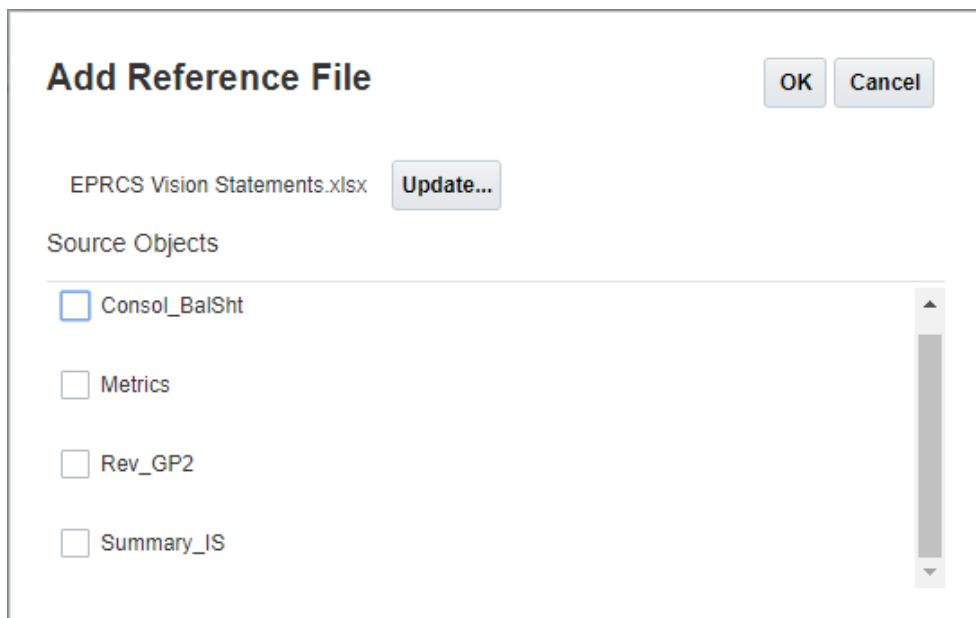 Add Reference File
OK Cancel
EPRCS Vision Statements.xlsx Update...
Source Objects
Consol_BalSht
Metrics
Rev_GP2
Summary_IS